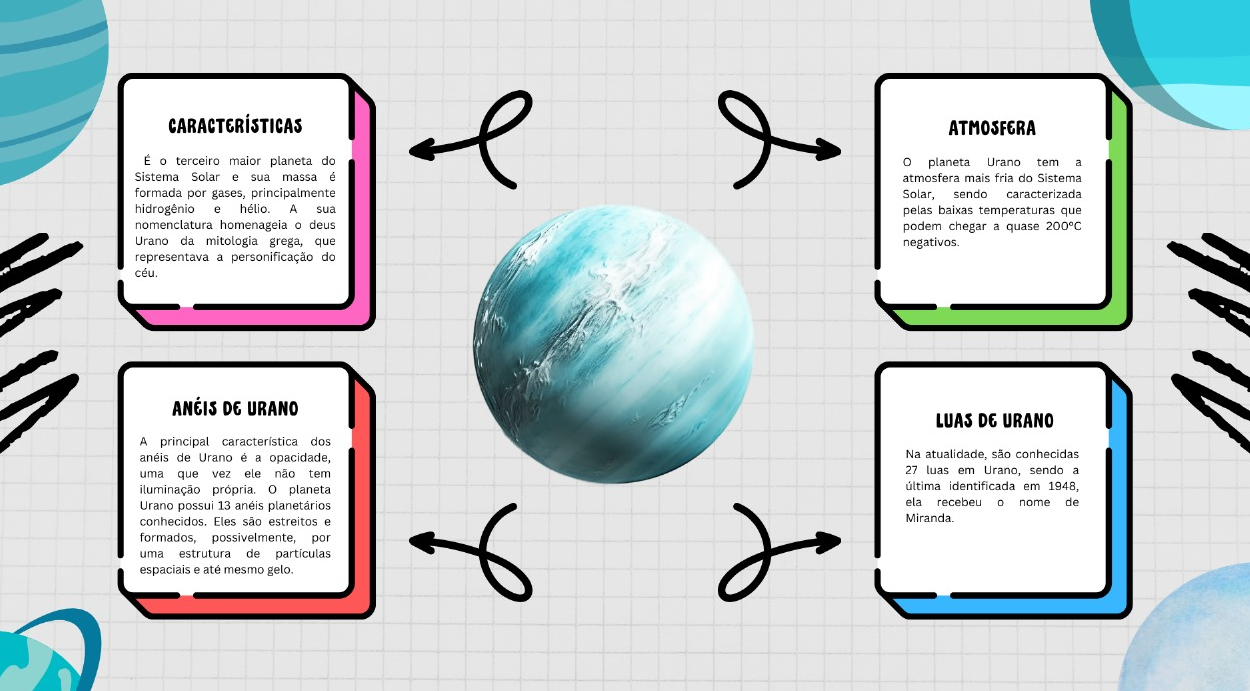 CARACTERÍSTICAS
É o terceiro maior planeta do
Sistema Solar e sua massa é
formada por gases, principalmente
hidrogênio e hélio. A sua
nomenclatura homenageia o deus
Urano da mitologia grega, que
representava a personificação do
céu.
ATMOSFERA
O planeta Urano tem a
atmosfera mais fria do Sistema
Solar, sendo caracterizada
pelas baixas temperaturas que
podem chegar a quase 200°C
negativos.
ANÉIS DE URANO
A principal característica dos
anéis de Urano é a opacidade,
uma que vez ele não tem
iluminação própria. O planeta
Urano possui 13 anéis planetários
conhecidos. Eles são estreitos e
formados, possivelmente, por
uma estrutura de partículas
espaciais e até mesmo gelo.
LUAS DE URANO
Na atualidade, são conhecidas
27 luas em Urano, sendo a
última identificada em 1948,
ela recebeu o nome de
Miranda.